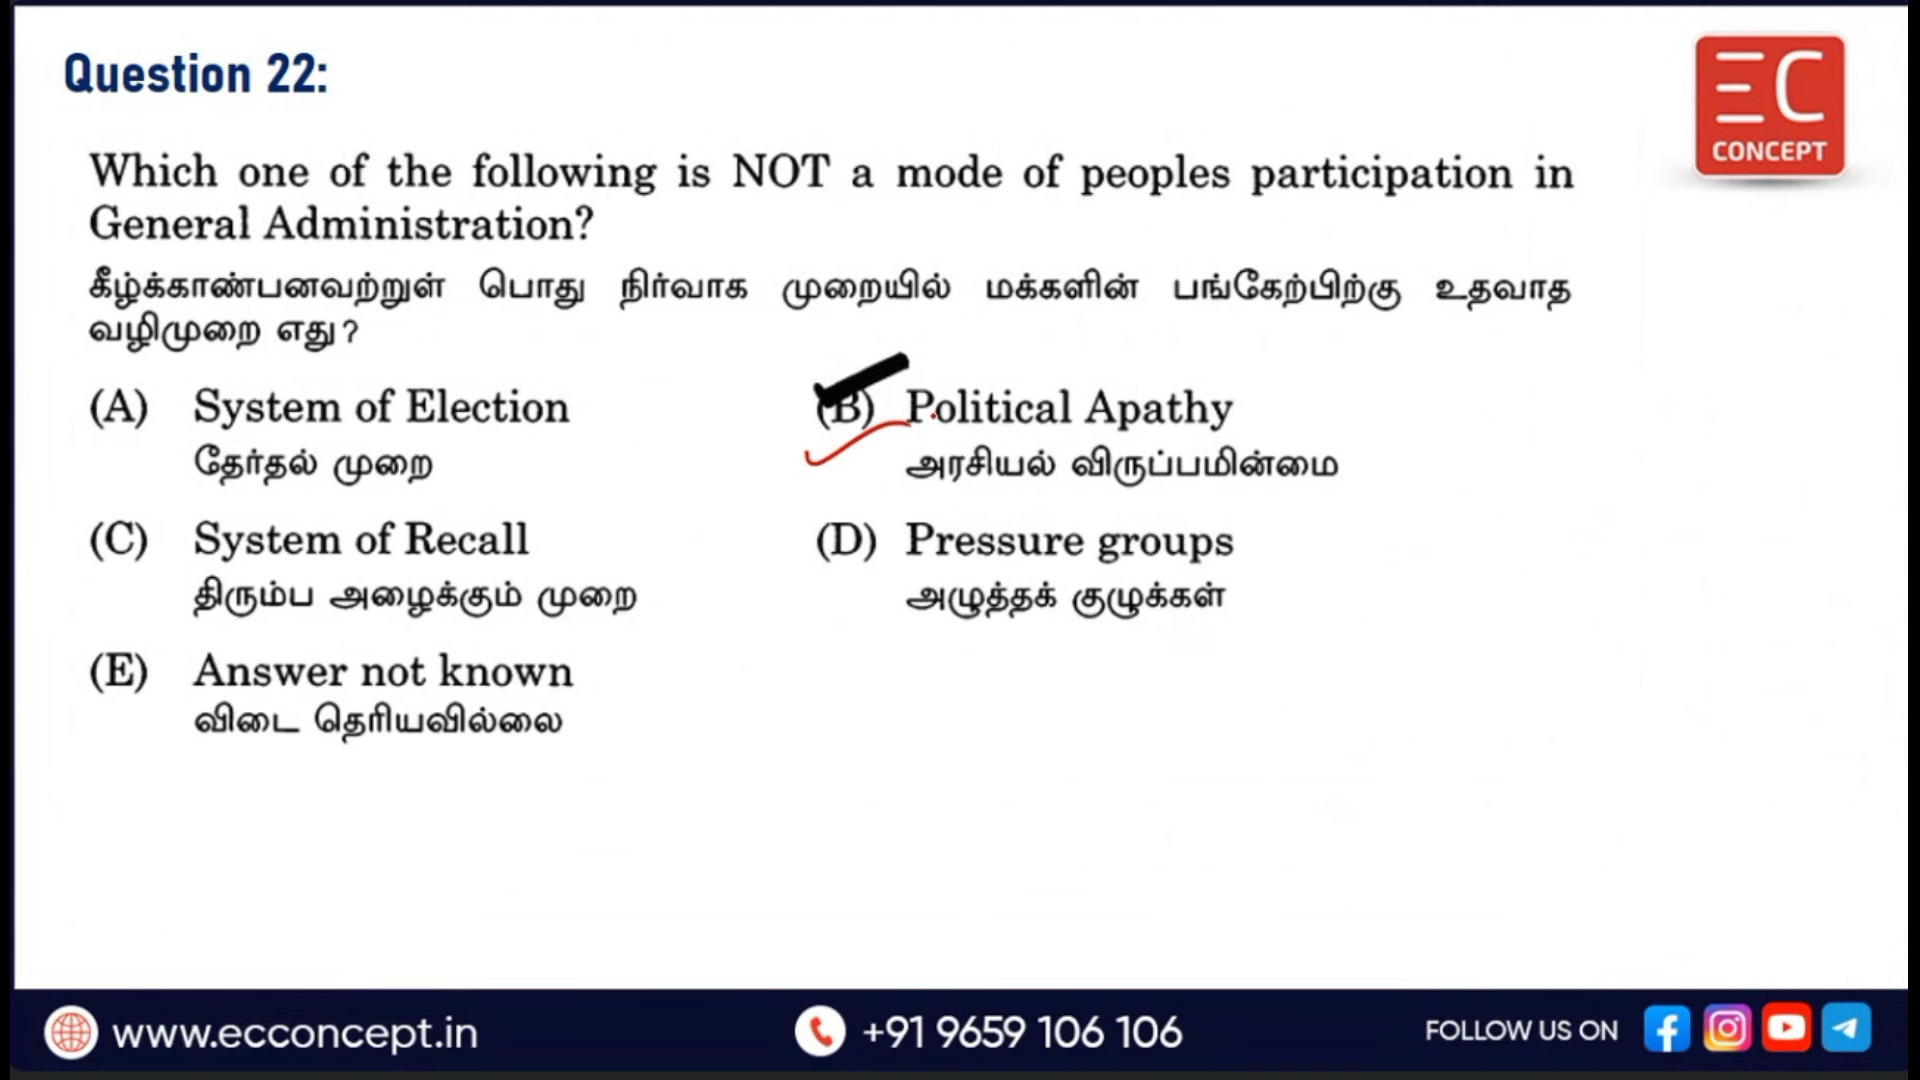 Question 22:
EC
CONCEPT
Which one of the following is NOT a mode of peoples participation in
General Administration?
கீழ்க்காண்பனவற்றுள் பொது நிர்வாக முறையில் மக்களின் பங்கேற்பிற்கு உதவாத
வழிமுறை எது?
(A) System of Election
தேர்தல் முறை
(B) Political Apathy
அரசியல் விருப்பமின்மை
(C) System of Recall
திரும்ப அழைக்கும் முறை
(D) Pressure groups
அழுத்தக் குழுக்கள்
(E) Answer not known
விடை தெரியவில்லை
www.ecconcept.in
+91 9659 106 106
FOLLOW US ON